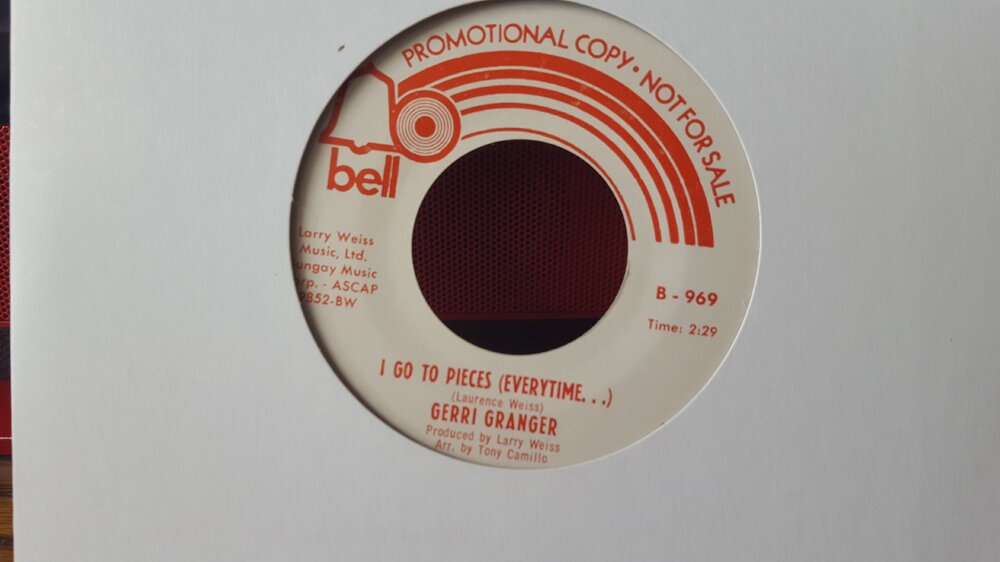 PROMOTIONAL COPY • NOT FOR SALE
bell
Larry Weiss
Music, Ltd.
ungay Music
rp. - ASCAP
9852-BW
B - 969
Time: 2:29
I GO TO PIECES (EVERYTIME. . .)
(Laurence Weiss)
GERRI GRANGER
Produced by Larry Weiss
Arr. by Tony Camillo